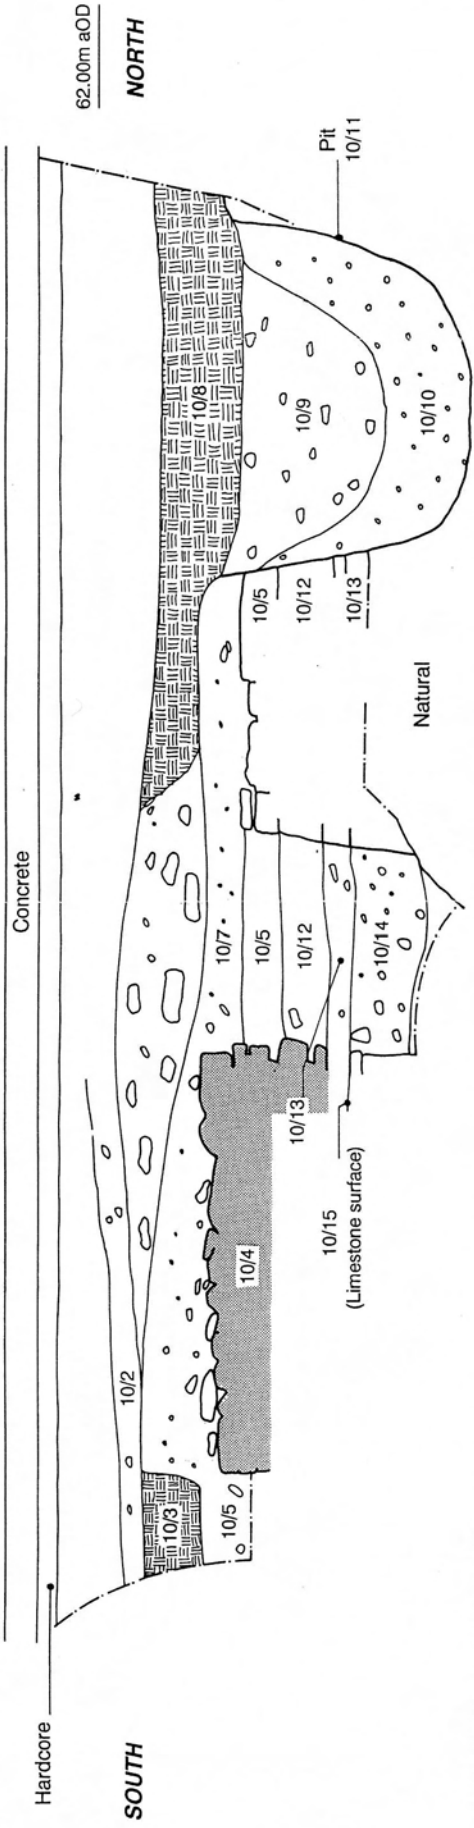 Concrete
Hardcore
62.00m aOD
SOUTH
NORTH
10/2
10/3
10/8
10/7
10/4
10/5
10/5
10/5
10/9
10/12
10/12
10/13
10/13
10/10
10/14
Pit
10/11
10/15
(Limestone surface)
Natural